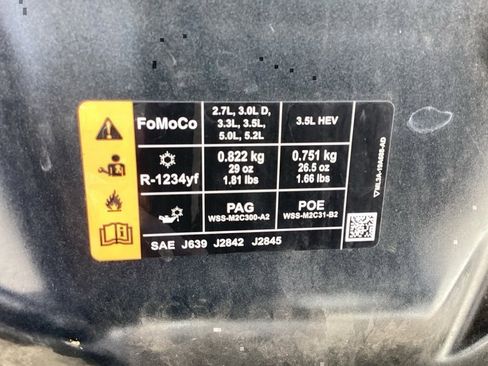 FoMoCo
2.7L, 3.0L D,
3.3L, 3.5L,
5.0L, 5.2L
3.5L HEV
R-1234yf
0.822 kg
29 oz
1.81 lbs
0.751 kg
26.5 oz
1.66 lbs
PAG
WSS-M2C300-A2
POE
WSS-M2C31-B2
SAE J639 J2842 J2845